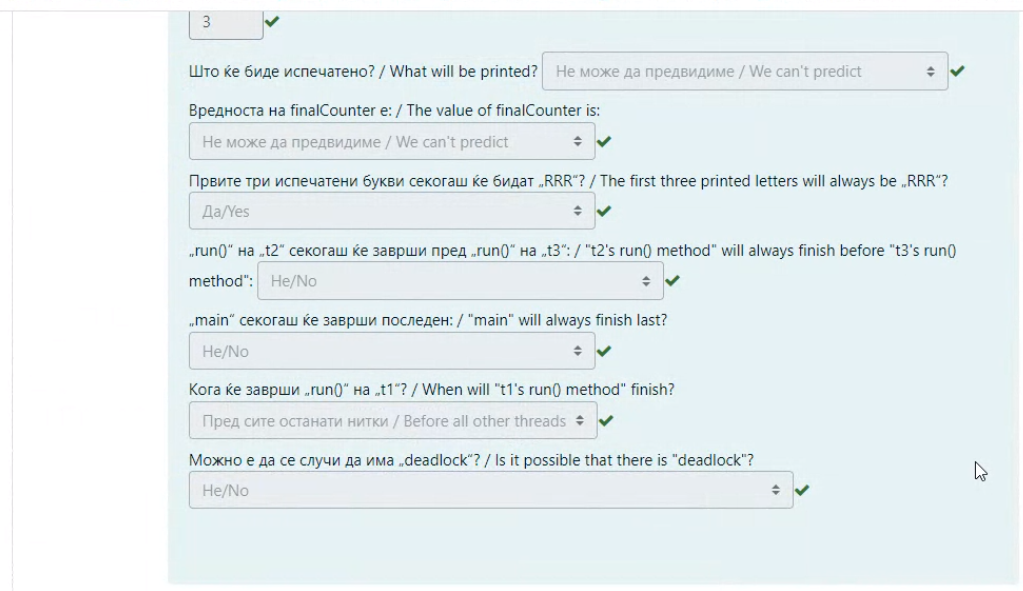 3
Што ќе биде испечатено? / What will be printed? Не може да предвидиме / We can't predict
Вредноста на finalCounter е: / The value of finalCounter is:
Не може да предвидиме / We can't predict
Првите три испечатени букви секогаш ќе бидат „RRR“? / The first three printed letters will always be „RRR“?
Да/Yes
„run()“ на „t2“ секогаш ќе заврши пред „run()“ на „t3“: / "t2's run() method" will always finish before "t3's run()
method": Не/No
„main“ секогаш ќе заврши последен: / "main" will always finish last?
Не/No
Кога ќе заврши „run()“ на „t1“? / When will "t1's run() method" finish?
Пред сите останати нитки / Before all other threads
Можно е да се случи да има „deadlock“? / Is it possible that there is "deadlock"?
Не/No